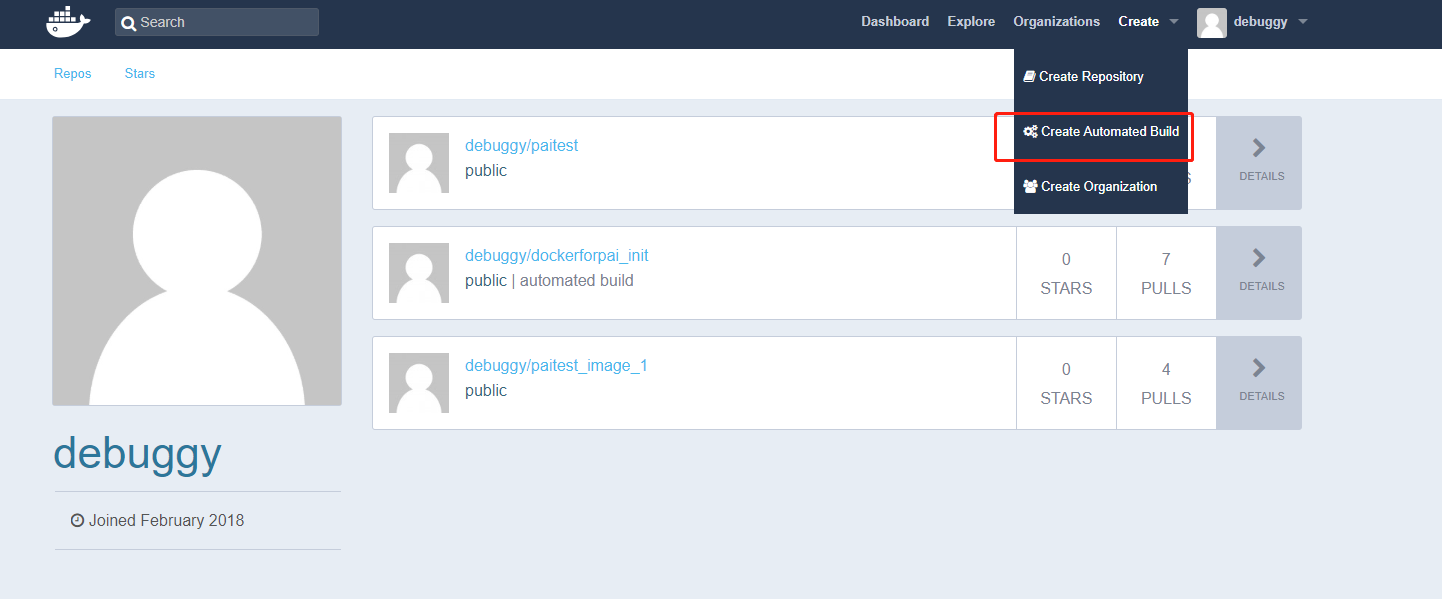 Search
Dashboard Explore Organizations Create debuggy
Repos Stars
Create Repository
Create Automated Build
Create Organization
debuggy/paitest
public
DETAILS
debuggy/dockerforpai_init
public | automated build
0
STARS
7
PULLS
DETAILS
debuggy/paitest_image_1
public
0
STARS
4
PULLS
DETAILS
debuggy
Joined February 2018